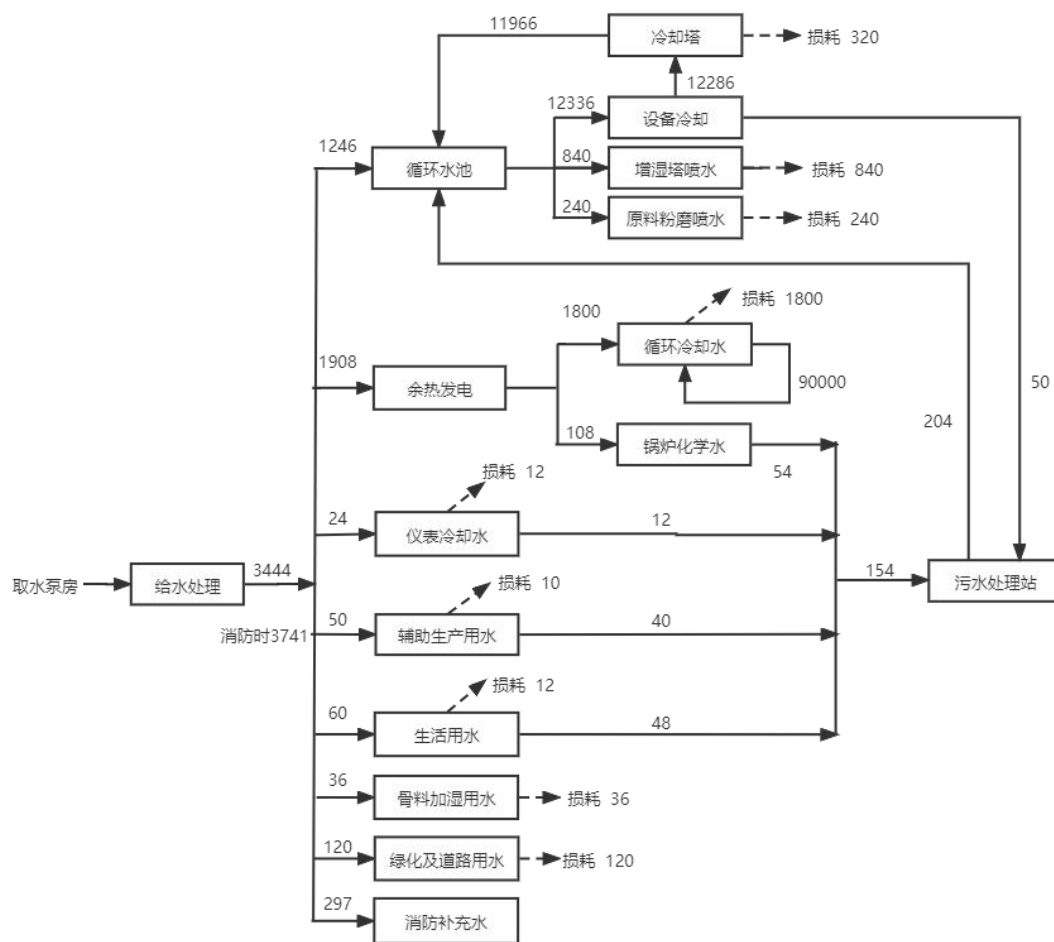 11966
冷却塔
损耗 320
12286
12336
设备冷却
1246
循环水池
840
增湿塔喷水
损耗 840
240
原料粉磨喷水
损耗 240
损耗 1800
1800
循环冷却水
1908
余热发电
90000
50
204
108
锅炉化学水
54
损耗 12
24
仪表冷却水
12
取水泵房
给水处理
3444
154
污水处理站
损耗 10
消防时3741
50
辅助生产用水
40
损耗 12
60
生活用水
48
36
骨料加湿用水
损耗 36
120
绿化及道路用水
损耗 120
297
消防补充水